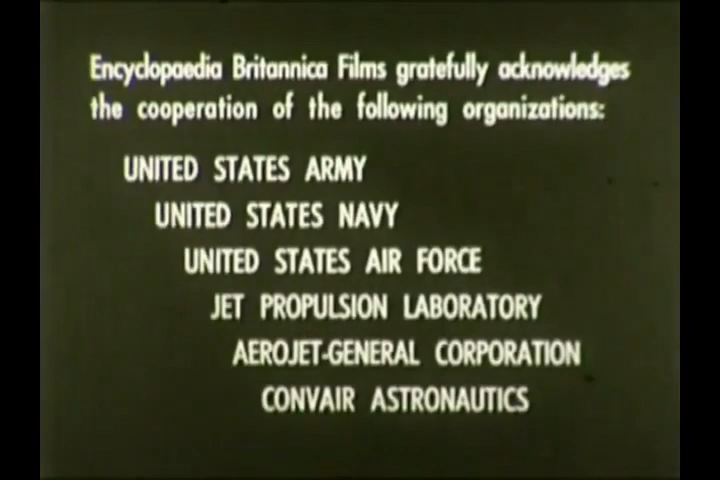 Encyclopaedia Britannica Films gratefully acknowledges
the cooperation of the following organizations:
UNITED STATES ARMY
UNITED STATES NAVY
UNITED STATES AIR FORCE
JET PROPULSION LABORATORY
AEROJET-GENERAL CORPORATION
CONVAIR ASTRONAUTICS